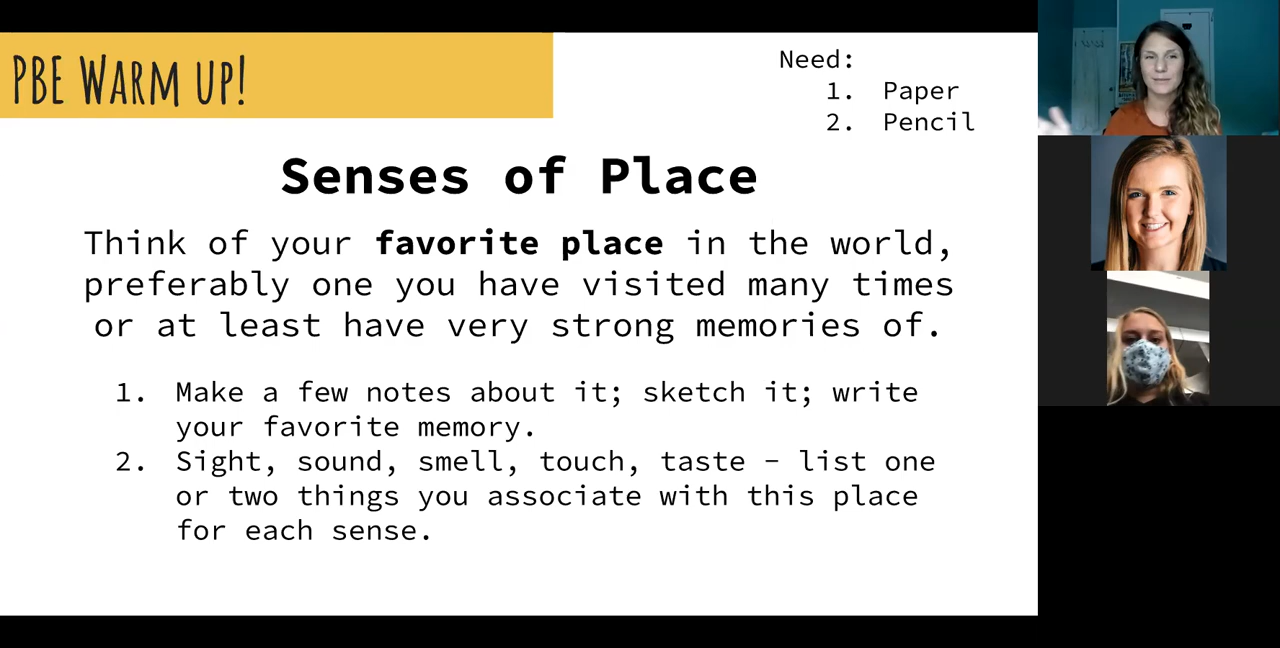 PBE WARM UP!
Need:
1. Paper
2. Pencil
Senses of Place
Think of your favorite place in the world,
preferably one you have visited many times
or at least have very strong memories of.
1. Make a few notes about it; sketch it; write
your favorite memory.
2. Sight, sound, smell, touch, taste – list one
or two things you associate with this place
for each sense.